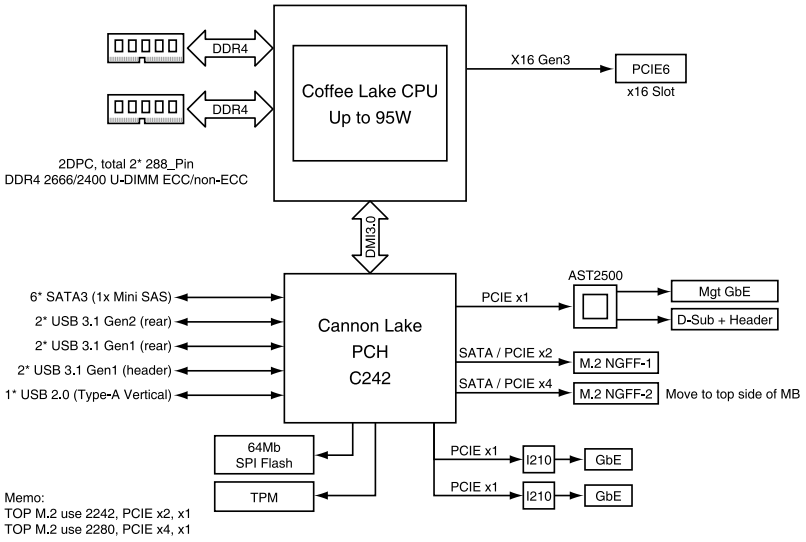 DDR4
DDR4
2DPC, total 2* 288_Pin
DDR4 2666/2400 U-DIMM ECC/non-ECC
Coffee Lake CPU
Up to 95W
X16 Gen3
PCIE6
x16 Slot
DMI3.0
6* SATA3 (1x Mini SAS)
2* USB 3.1 Gen2 (rear)
2* USB 3.1 Gen1 (rear)
2* USB 3.1 Gen1 (header)
1* USB 2.0 (Type-A Vertical)
Cannon Lake
PCH
C242
PCIE x1
AST2500
Mgt GbE
D-Sub + Header
SATA / PCIE x2
M.2 NGFF-1
SATA / PCIE x4
M.2 NGFF-2
Move to top side of MB
64Mb
SPI Flash
TPM
PCIE x1
I210
GbE
PCIE x1
I210
GbE
Memo:
TOP M.2 use 2242, PCIE x2, x1
TOP M.2 use 2280, PCIE x4, x1